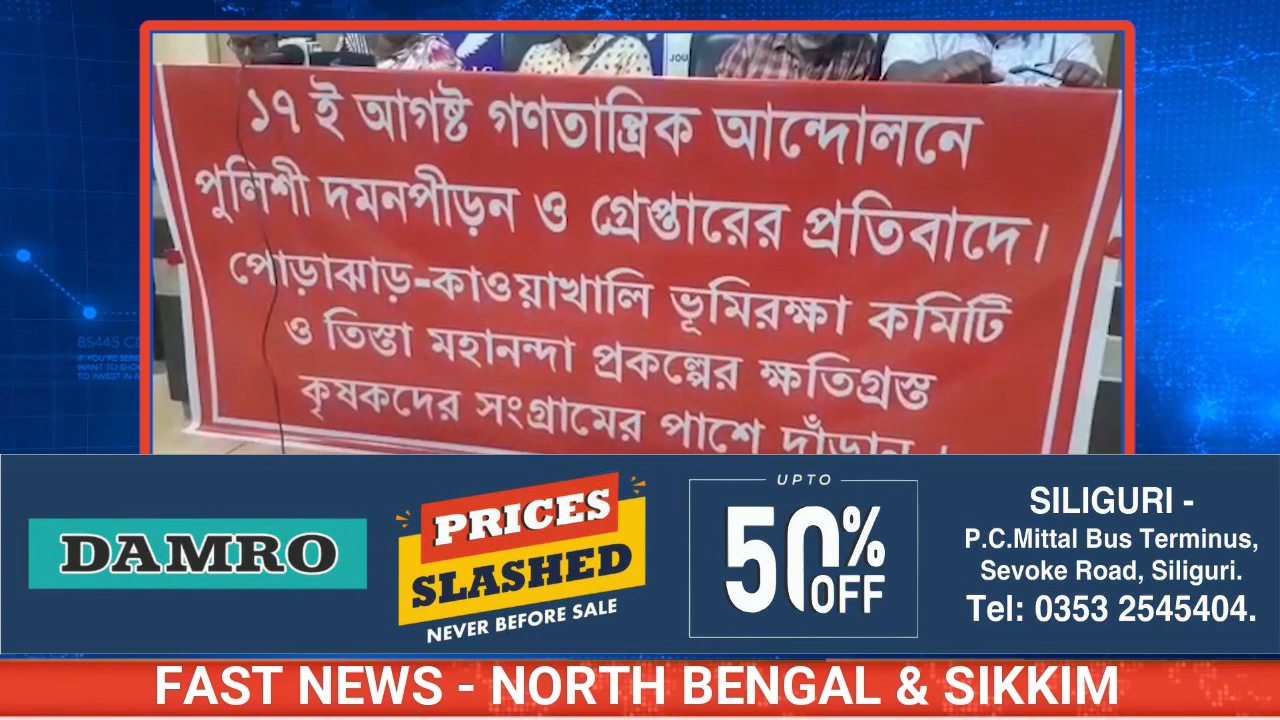 JOU
১৭ ই আগষ্ট গণতান্ত্রিক আন্দোলনে
পুলিশী দমনপীড়ন ও গ্রেপ্তারের প্রতিবাদে।
পোড়াঝাড়-কাওয়াখালি ভূমিরক্ষা কমিটি
ও তিস্তা মহানন্দা প্রকল্পের ক্ষতিগ্রস্ত
কৃষকদের সংগ্রামের পাশে দাঁড়ান ।
DAMRO
PRICES
SLASHED
NEVER BEFORE SALE
UPTO
50%
OFF
SILIGURI -
P.C.Mittal Bus Terminus,
Sevoke Road, Siliguri.
Tel: 0353 2545404.
FAST NEWS - NORTH BENGAL & SIKKIM